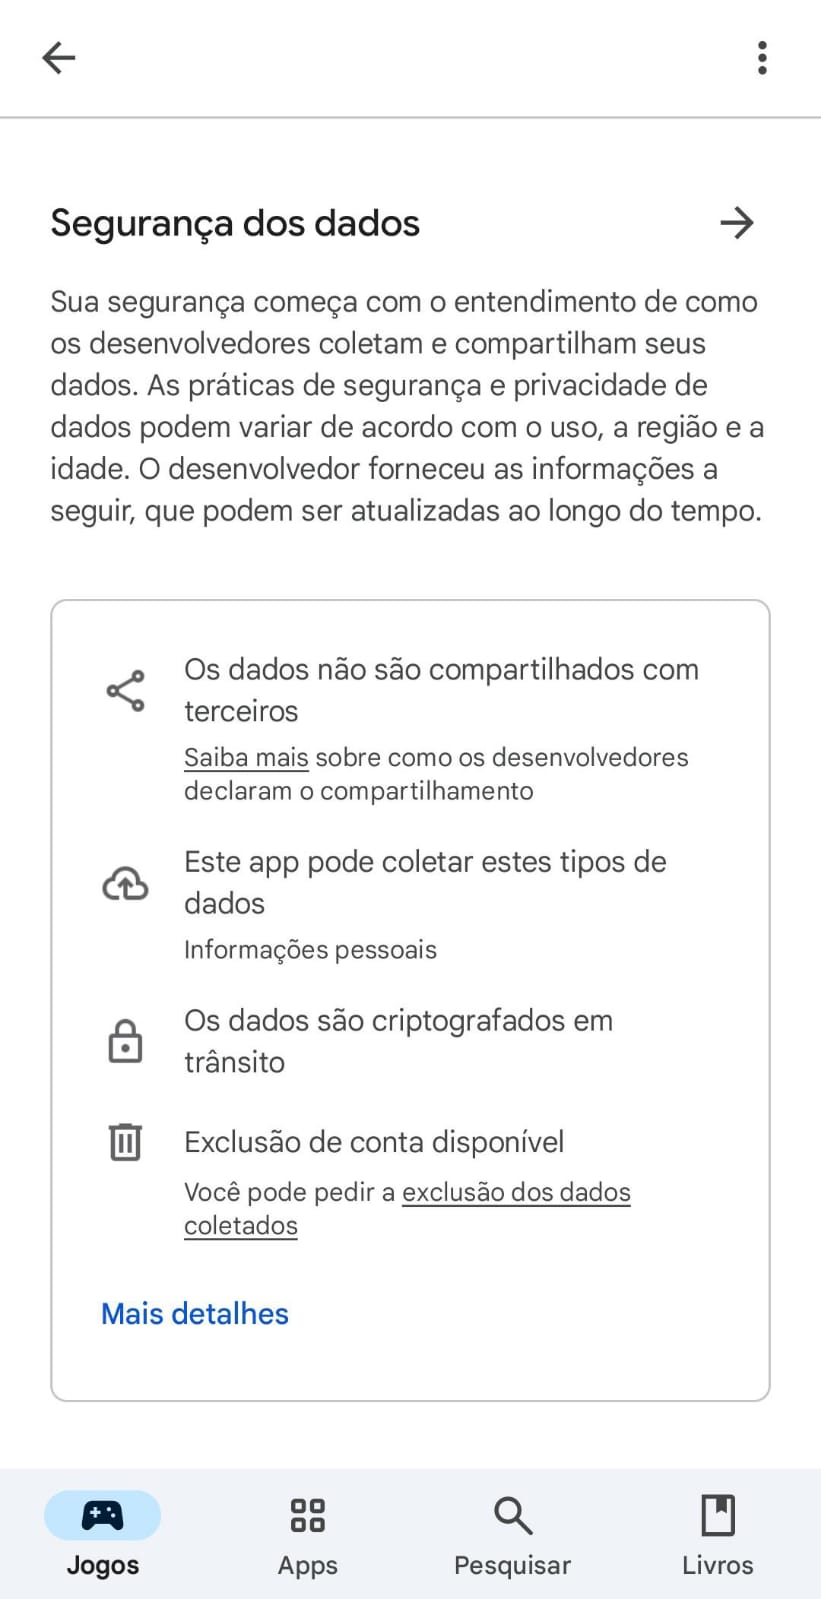 Segurança dos dados
Sua segurança começa com o entendimento de como
os desenvolvedores coletam e compartilham seus
dados. As práticas de segurança e privacidade de
dados podem variar de acordo com o uso, a região e a
idade. O desenvolvedor forneceu as informações a
seguir, que podem ser atualizadas ao longo do tempo.
Os dados não são compartilhados com
terceiros
Saiba mais sobre como os desenvolvedores
declaram o compartilhamento
Este app pode coletar estes tipos de
dados
Informações pessoais
Os dados são criptografados em
trânsito
Exclusão de conta disponível
Você pode pedir a exclusão dos dados
coletados
Mais detalhes
Jogos
Apps
Pesquisar
Livros